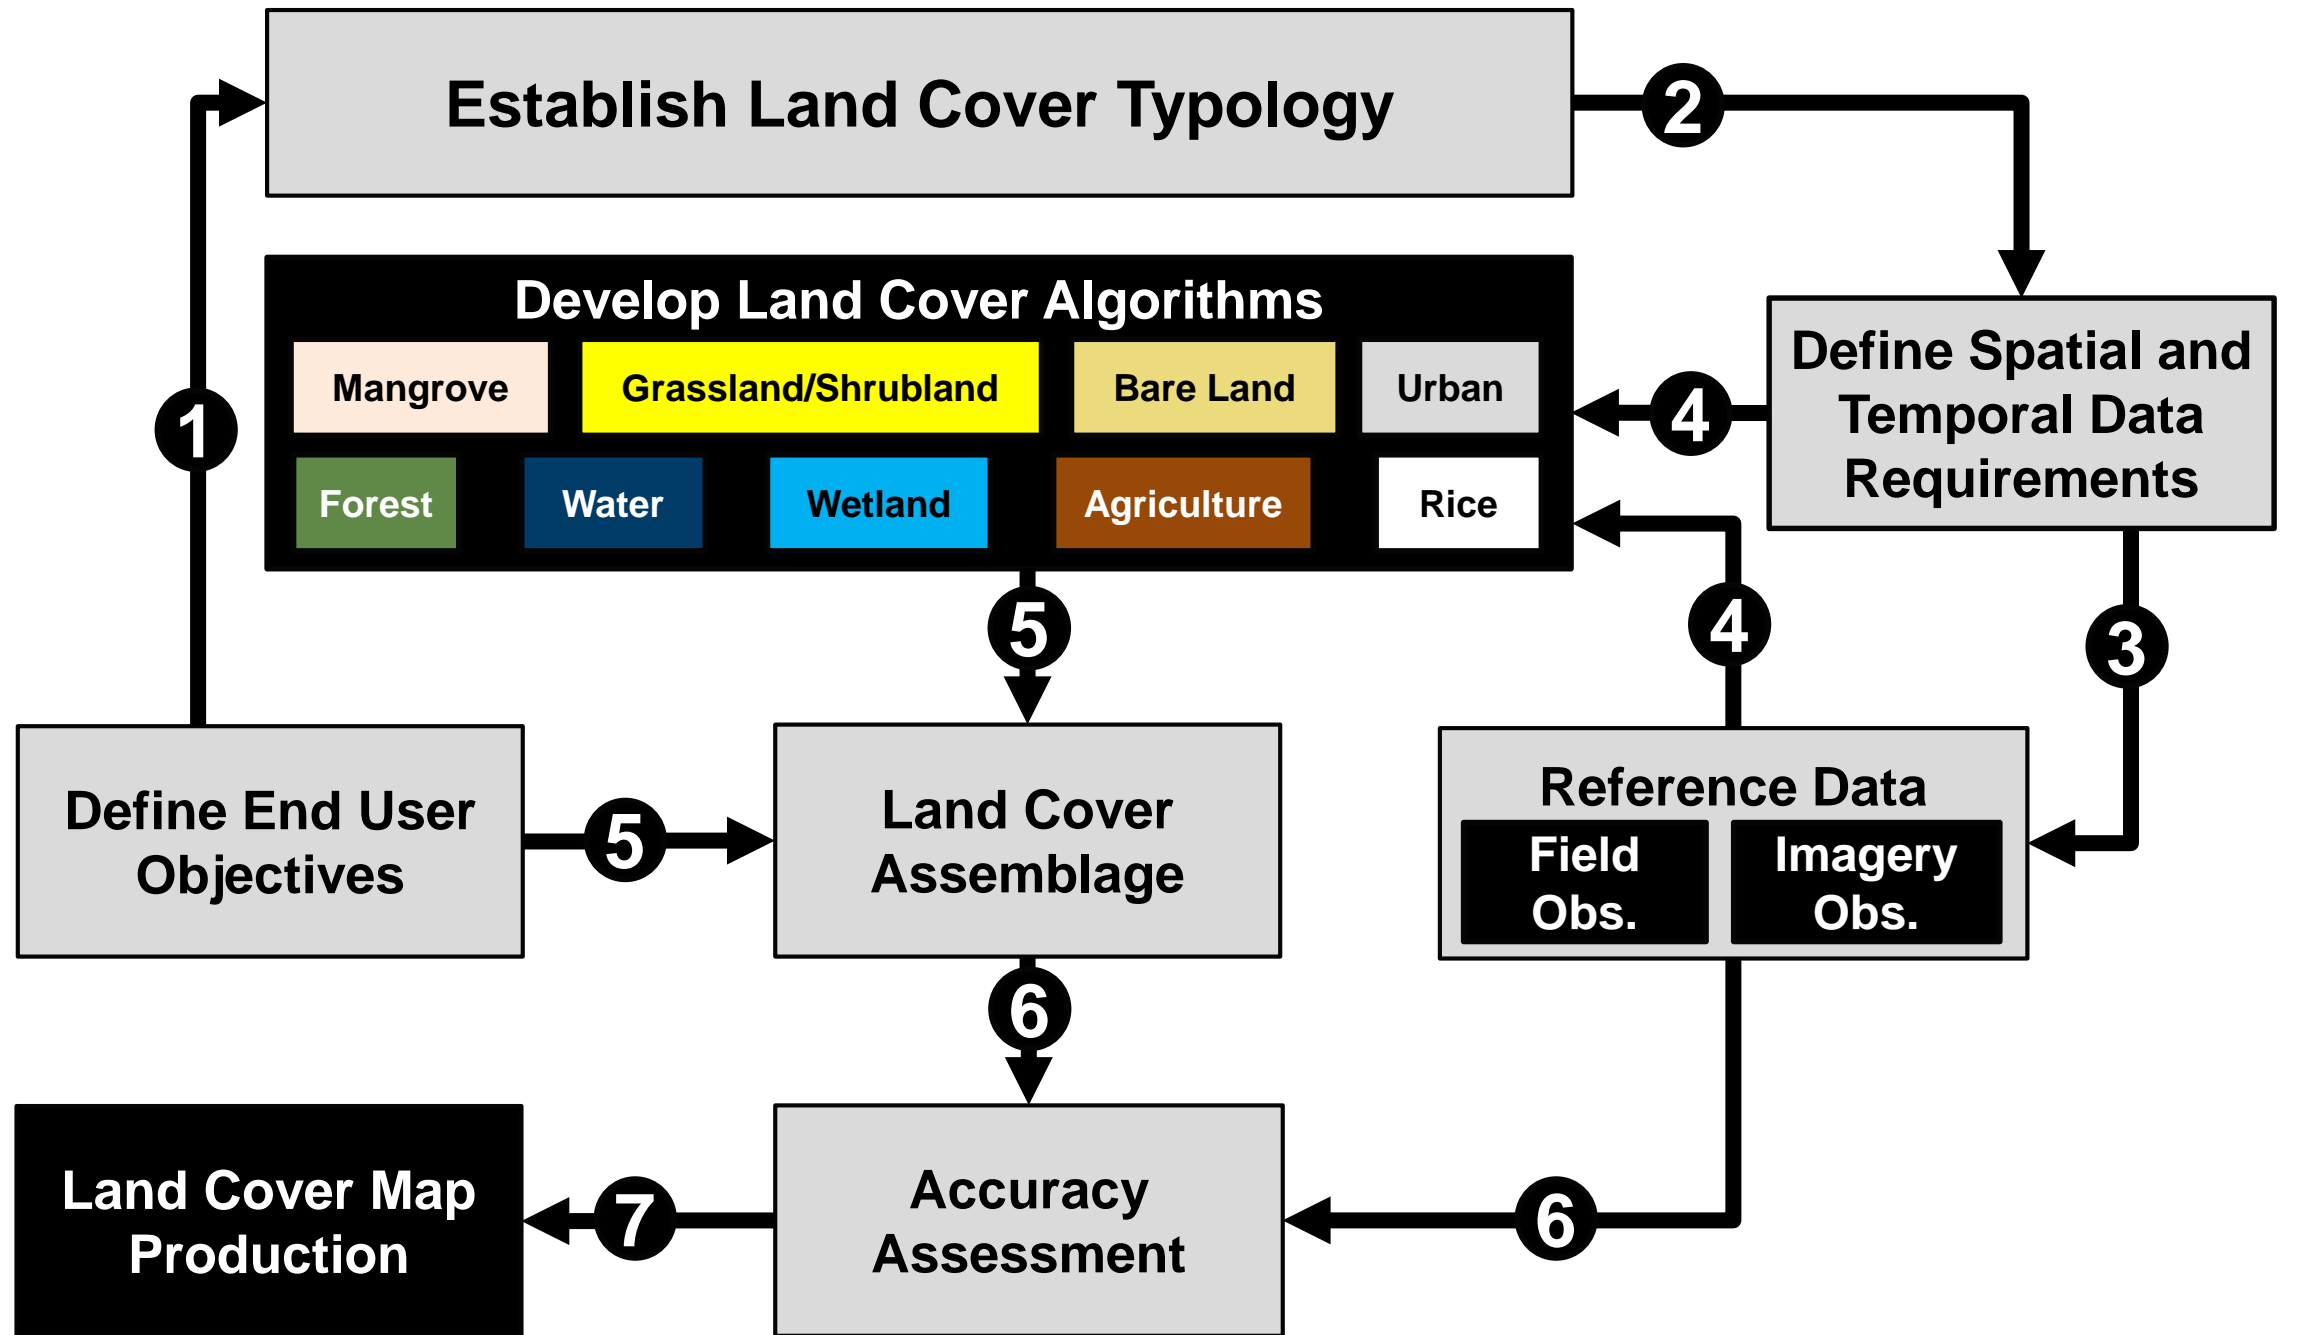 Establish Land Cover Typology
2
Develop Land Cover Algorithms
Mangrove
Grassland/Shrubland
Bare Land
Urban
Forest
Water
Wetland
Agriculture
Rice
Define Spatial and
Temporal Data
Requirements
1
4
4
3
5
Define End User
Objectives
5
Land Cover
Assemblage
Reference Data
Field
Obs.
Imagery
Obs.
6
Land Cover Map
Production
7
Accuracy
Assessment
6